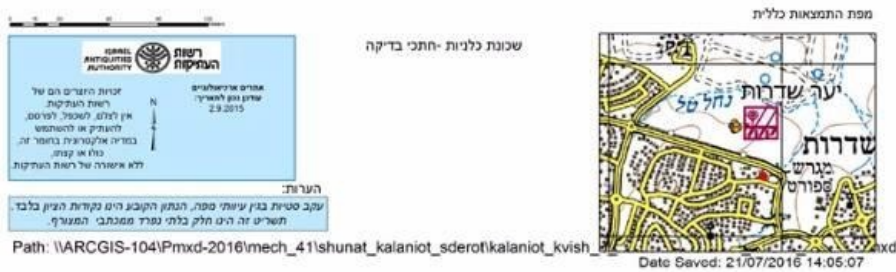 מפת התמצאות כללית
שכונת כלניות -חתכי בדיקה
ISRAEL
ANTIQUITIES
AUTHORITY
רשות
העתיקות
אתרים ארכיאולוגיים
עדכון נכון לתאריך:
2.9.2015
זכויות היוצרים הם של
רשות העתיקות.
אין לצלם, לשכפל, לפרסם,
להעתיק או להשתמש
במדיה אלקטרונית בחומר זה,
כולו או קצתו,
ללא אישורה של רשות העתיקות.
N
הערות:
עקב סטיות בגין עיוותי מפה, הנתון הקובע הינו נקודות הציון בלבד.
תשריט זה הינו חלק בלתי נפרד ממכתבי המצורף.
יער שדרות
נחל
שדרות
מגרש
ספורט
Path: \\ARCGIS-104\Pmxd-2016\mech_41\shunat_kalaniot_sderot\kalaniot_kvish
Date Saved: 21/07/2016 14:05:07